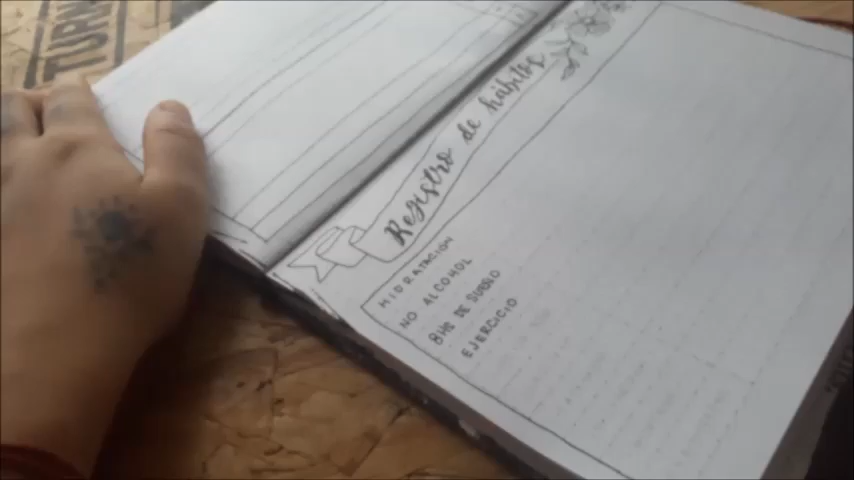 Registro de hábitos
HIDRATACIÓN
NO ALCOHOL
8HS DE SUEÑO
EJERCICIO